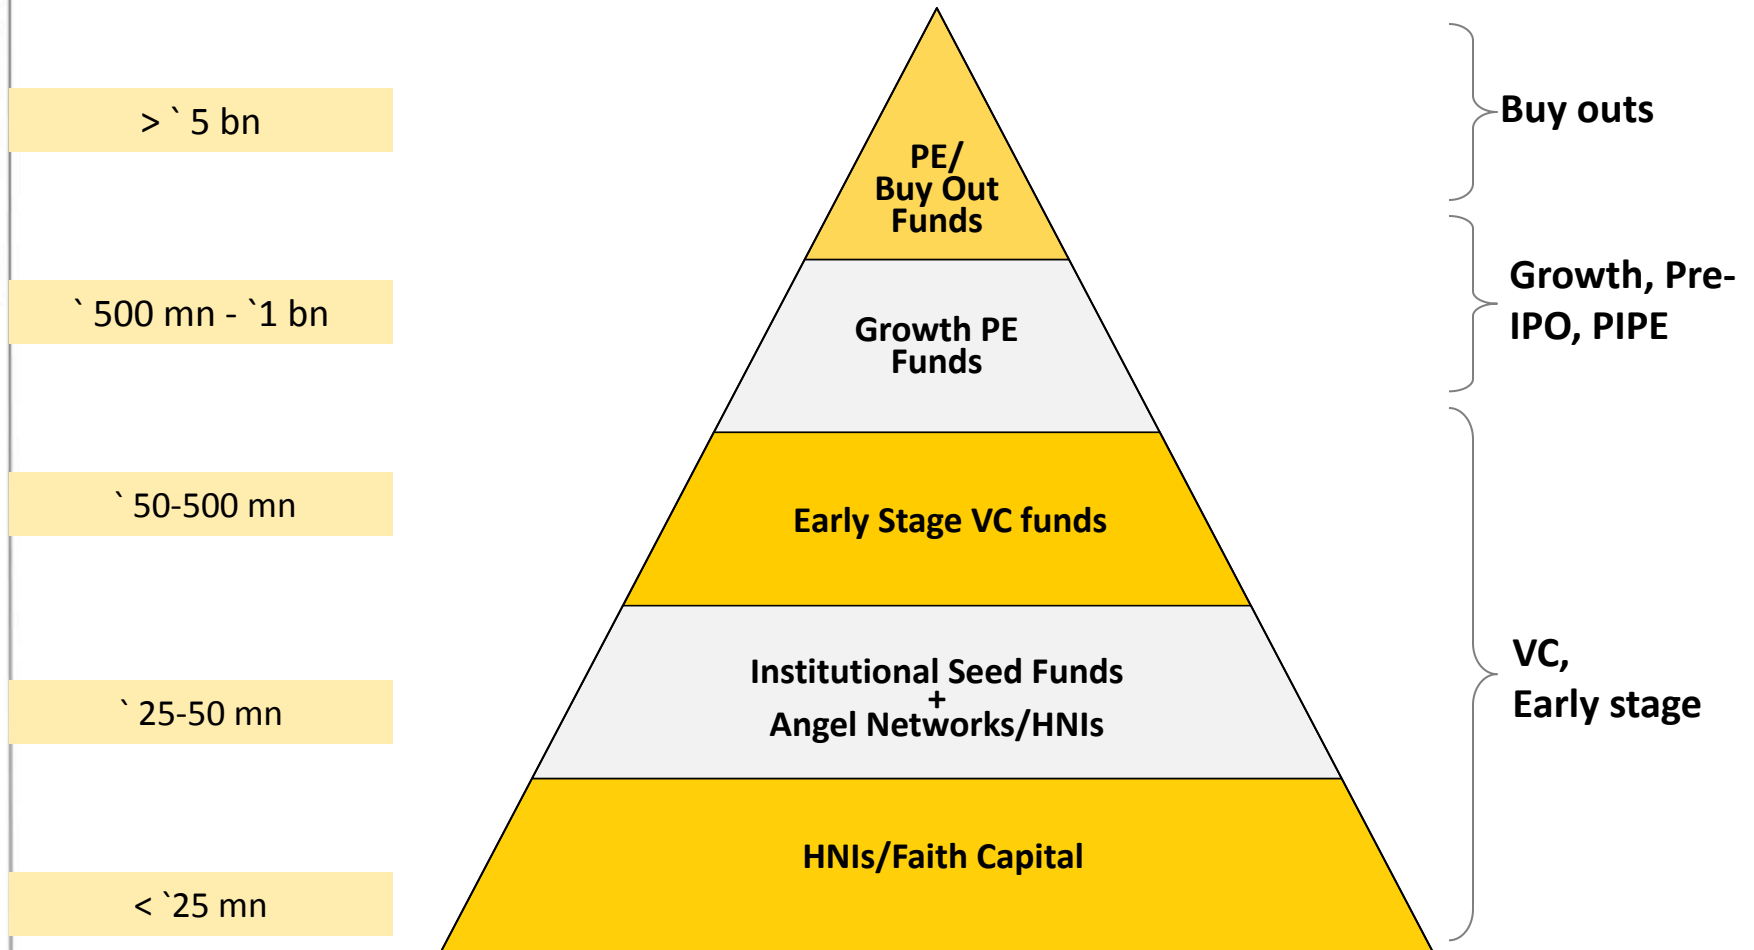 > ` 5 bn
PE/
Buy Out
Funds
Buy outs
` 500 mn - `1 bn
Growth PE
Funds
Growth, Pre-
IPO, PIPE
` 50-500 mn
Early Stage VC funds
` 25-50 mn
Institutional Seed Funds
+
Angel Networks/HNIs
VC,
Early stage
< `25 mn
HNIs/Faith Capital